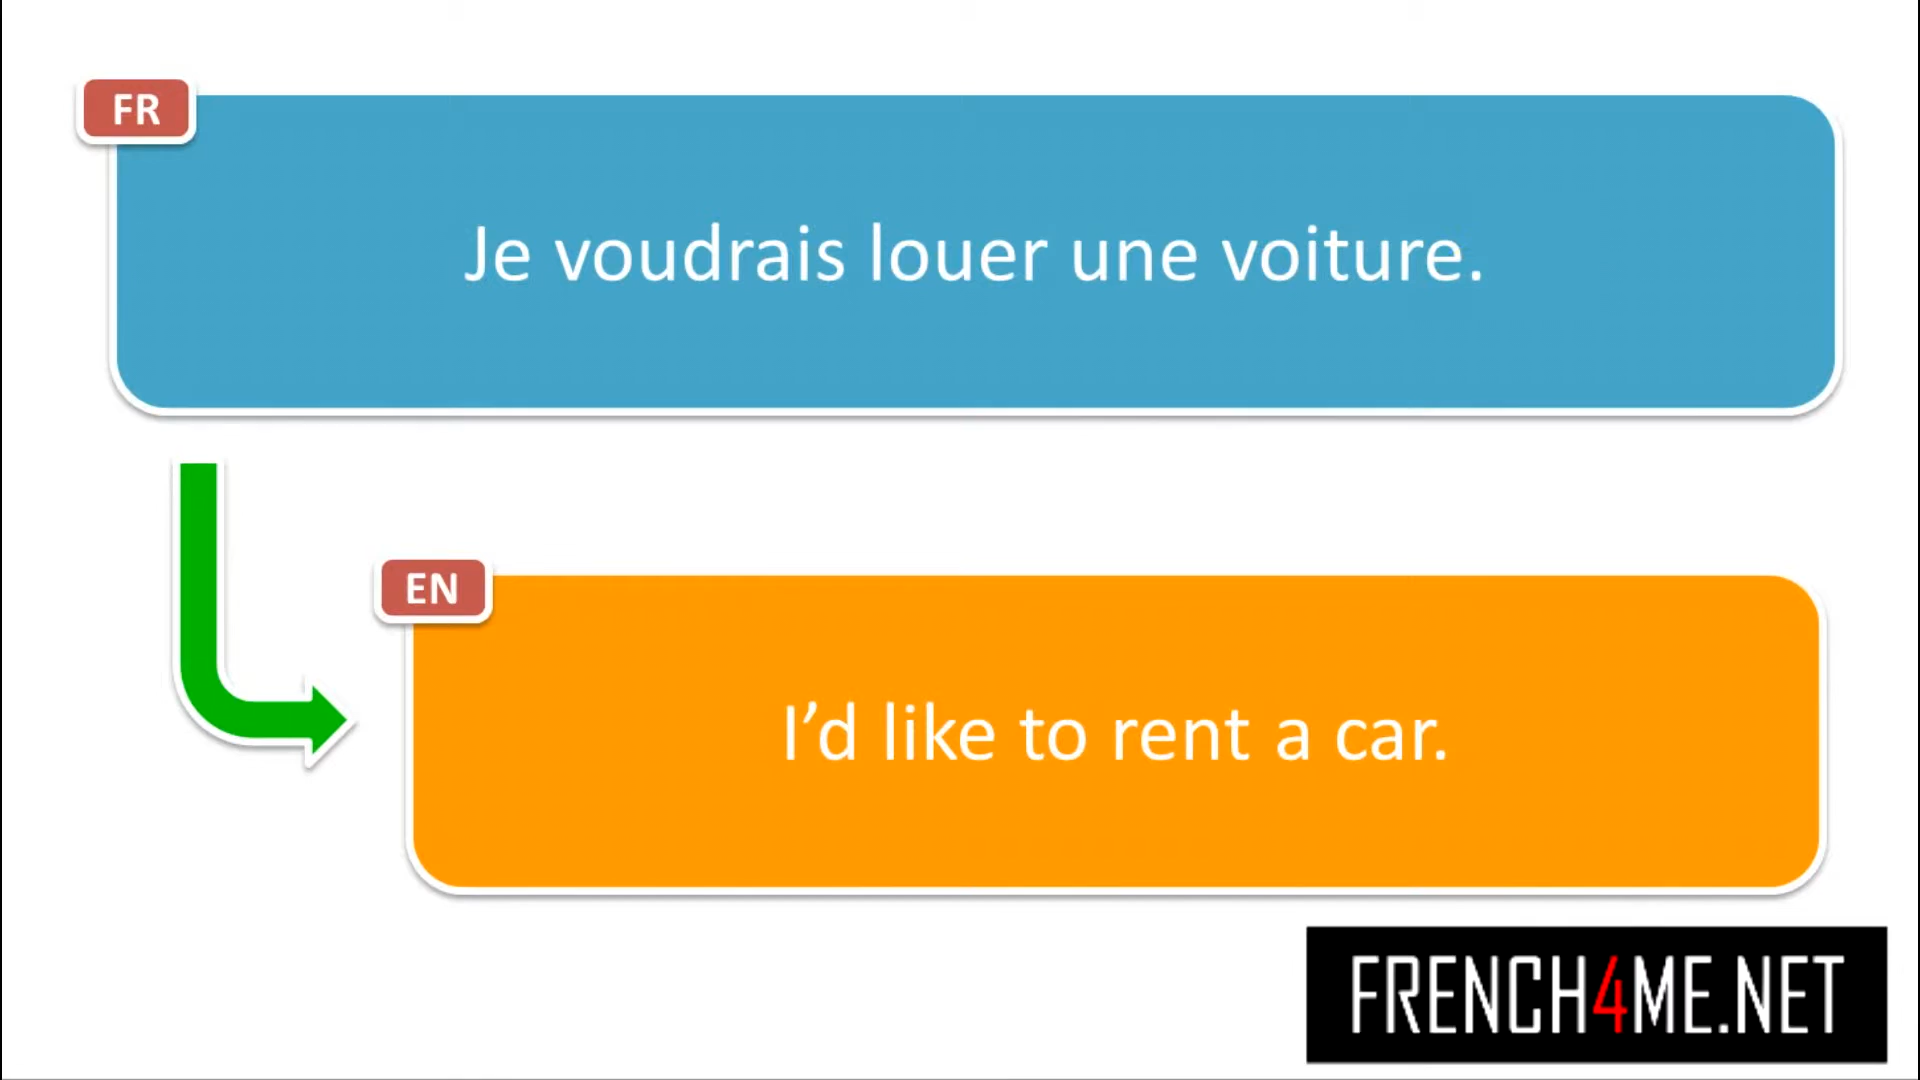 FR
Je voudrais louer une voiture.
EN
I’d like to rent a car.
FRENCH4ME.NET